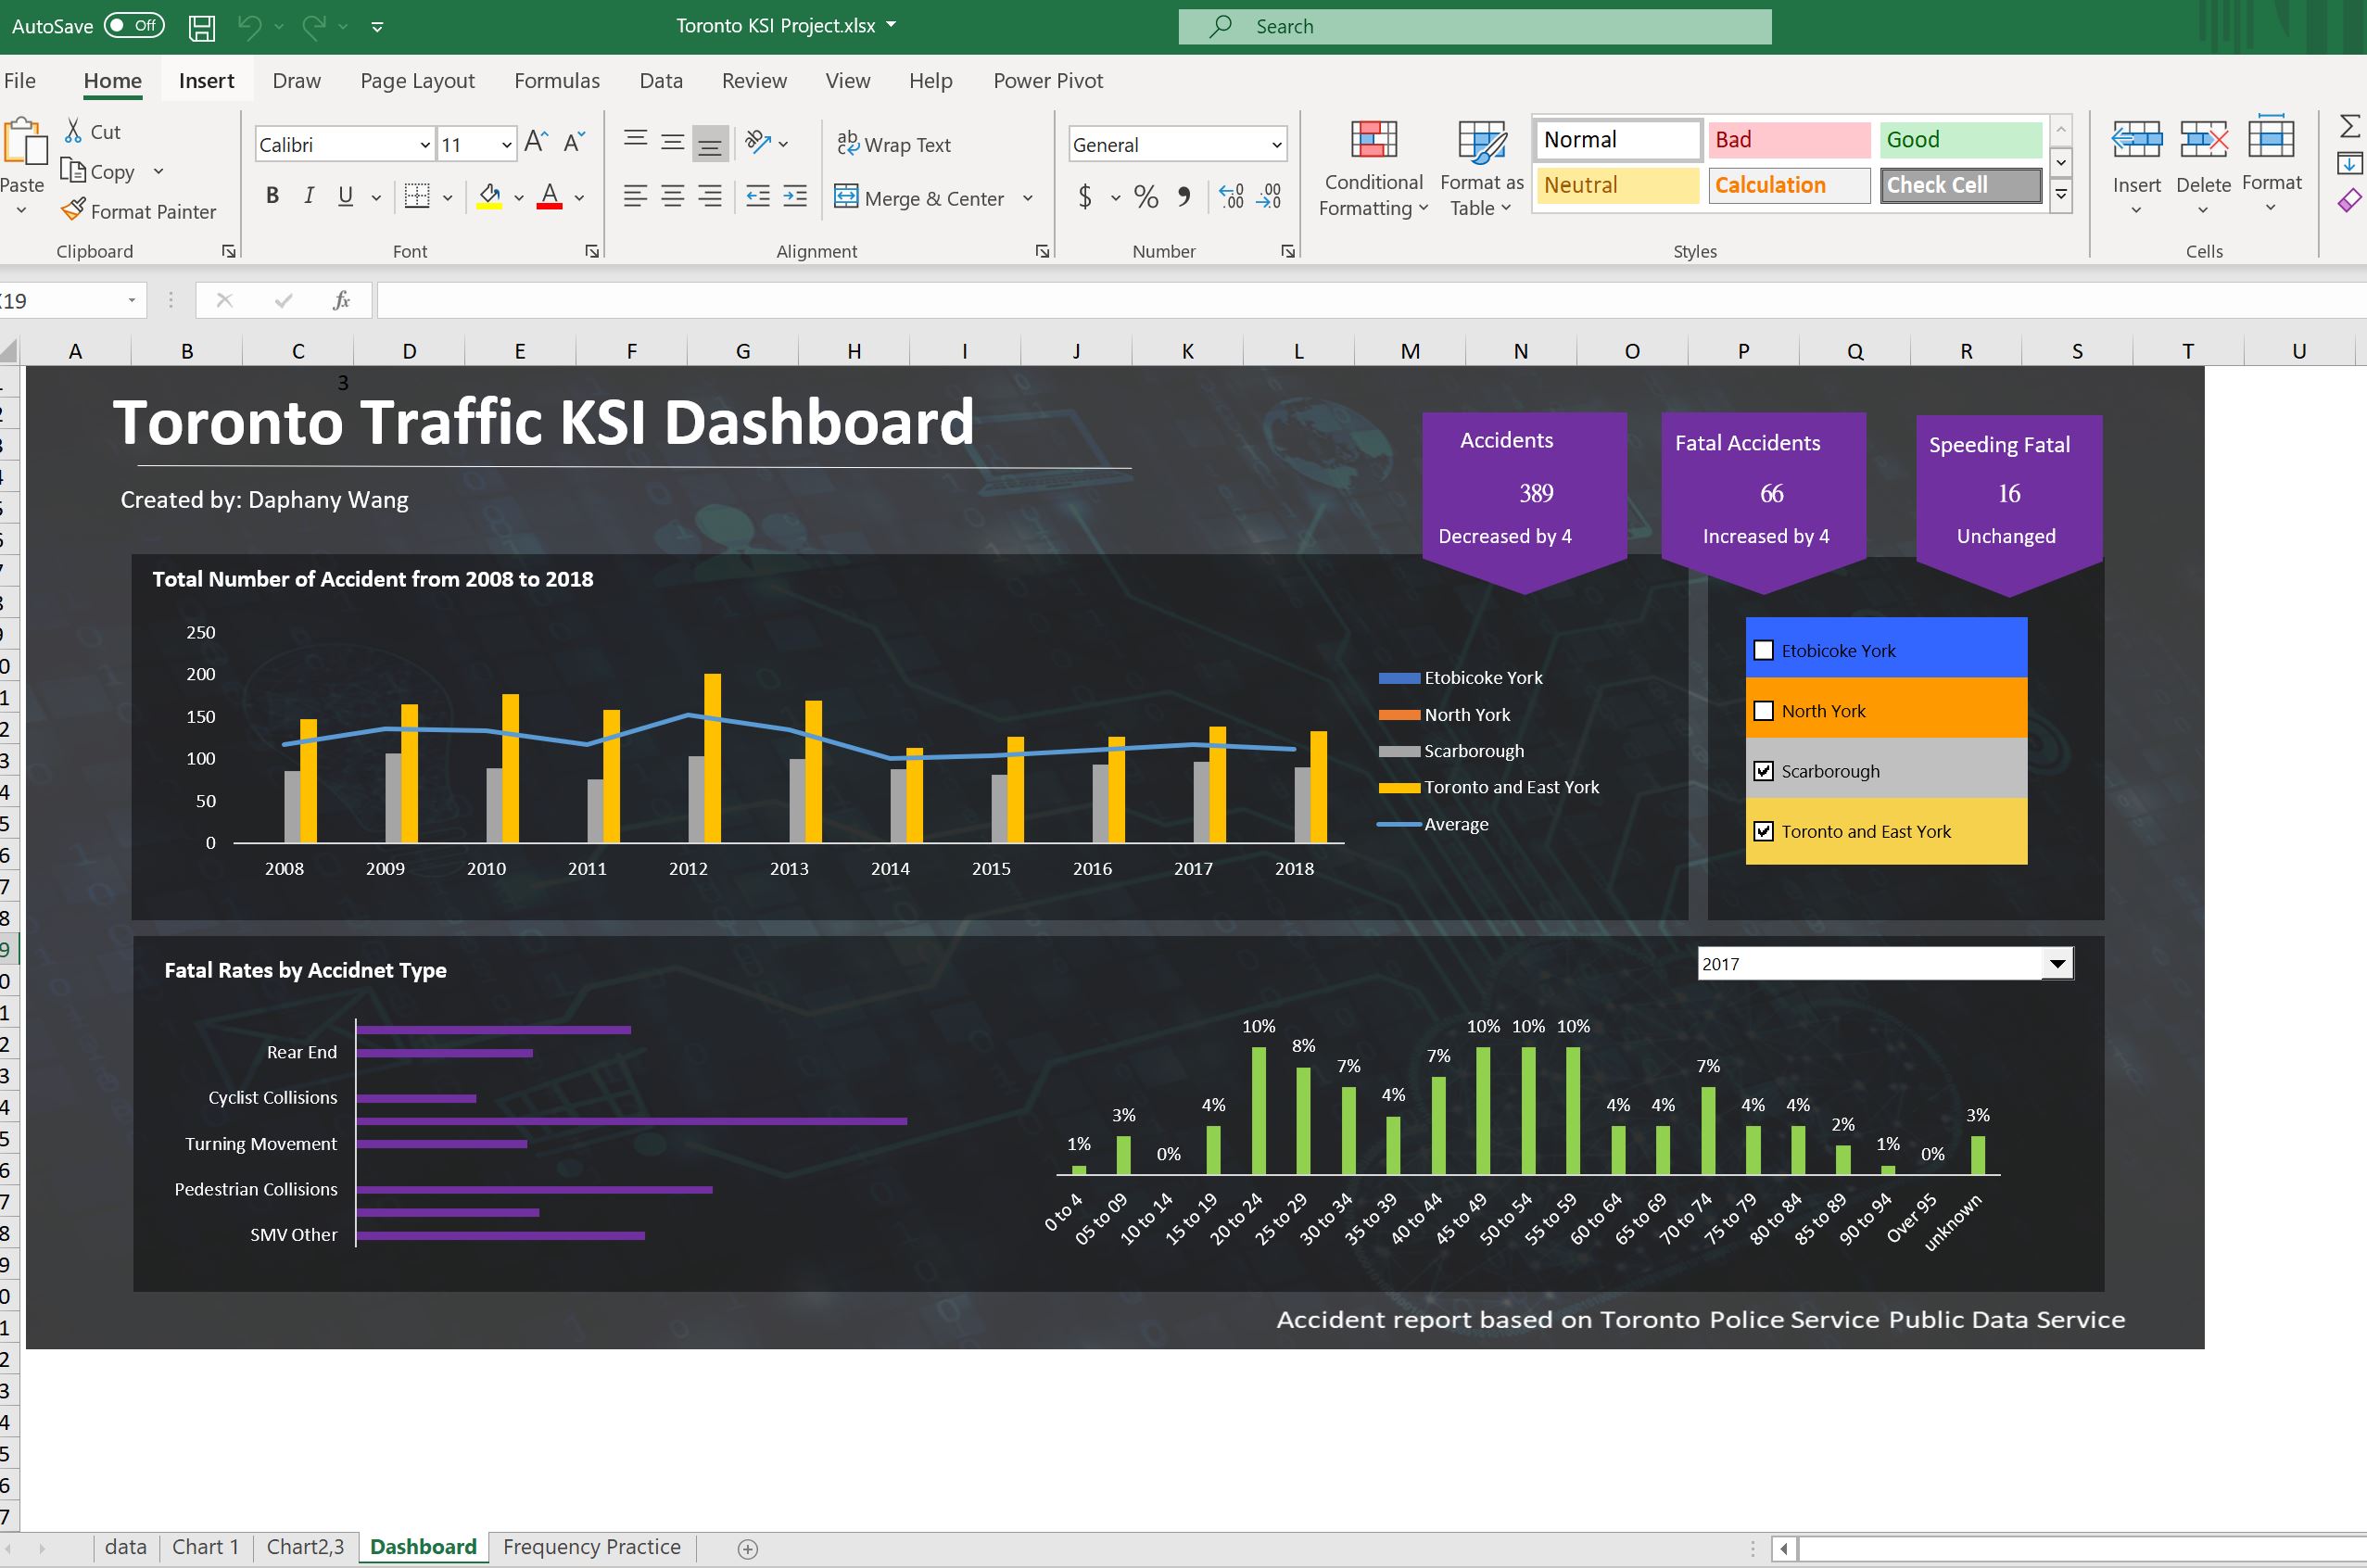 AutoSave Off Toronto KSI Project.xlsx Search
File Home Insert Draw Page Layout Formulas Data Review View Help Power Pivot
Paste
Cut
Copy
Format Painter
Clipboard
Calibri 11
B I U
Font
ab Wrap Text
Merge & Center
Alignment
General
$ % , .00 .00
Number
Conditional Formatting
Format as Table
Normal Bad Good
Neutral Calculation Check Cell
Styles
Insert Delete Format
Cells
19 fx
A B C D E F G H I J K L M N O P Q R S T U
3
Toronto Traffic KSI Dashboard
Created by: Daphany Wang
Accidents
389
Decreased by 4
Fatal Accidents
66
Increased by 4
Speeding Fatal
16
Unchanged
Total Number of Accident from 2008 to 2018
250
200
150
100
50
0
2008 2009 2010 2011 2012 2013 2014 2015 2016 2017 2018
Etobicoke York
North York
Scarborough
Toronto and East York
Average
Etobicoke York
North York
Scarborough
Toronto and East York
Fatal Rates by Accidnet Type
Rear End
Cyclist Collisions
Turning Movement
Pedestrian Collisions
SMV Other
2017
1% 3% 0% 4% 10% 8% 7% 4% 7% 10% 10% 10% 4% 4% 7% 4% 4% 2% 1% 0% 3%
0 to 4 05 to 09 10 to 14 15 to 19 20 to 24 25 to 29 30 to 34 35 to 39 40 to 44 45 to 49 50 to 54 55 to 59 60 to 64 65 to 69 70 to 74 75 to 79 80 to 84 85 to 89 90 to 94 Over 95 unknown
Accident report based on Toronto Police Service Public Data Service
data Chart 1 Chart2,3 Dashboard Frequency Practice